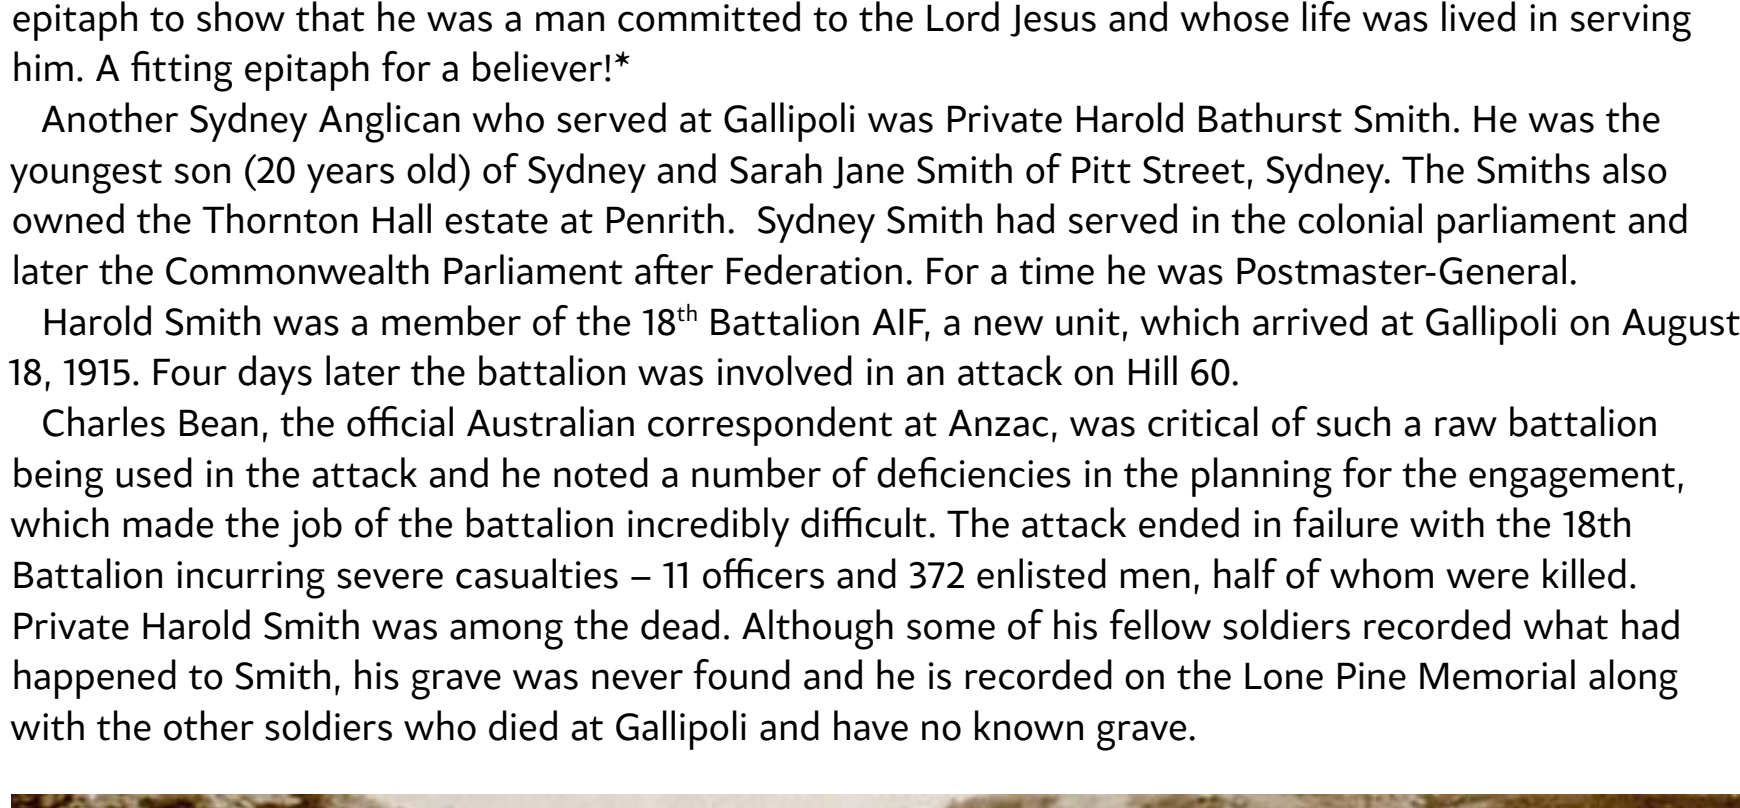 epitaph to show that he was a man committed to the Lord Jesus and whose life was lived in serving
him. A fitting epitaph for a believer!*
Another Sydney Anglican who served at Gallipoli was Private Harold Bathurst Smith. He was the
youngest son (20 years old) of Sydney and Sarah Jane Smith of Pitt Street, Sydney. The Smiths also
owned the Thornton Hall estate at Penrith.  Sydney Smith had served in the colonial parliament and
later the Commonwealth Parliament after Federation. For a time he was Postmaster-General.
Harold Smith was a member of the 18th Battalion AIF, a new unit, which arrived at Gallipoli on August
18, 1915. Four days later the battalion was involved in an attack on Hill 60.
Charles Bean, the official Australian correspondent at Anzac, was critical of such a raw battalion
being used in the attack and he noted a number of deficiencies in the planning for the engagement,
which made the job of the battalion incredibly difficult. The attack ended in failure with the 18th
Battalion incurring severe casualties – 11 officers and 372 enlisted men, half of whom were killed.
Private Harold Smith was among the dead. Although some of his fellow soldiers recorded what had
happened to Smith, his grave was never found and he is recorded on the Lone Pine Memorial along
with the other soldiers who died at Gallipoli and have no known grave.